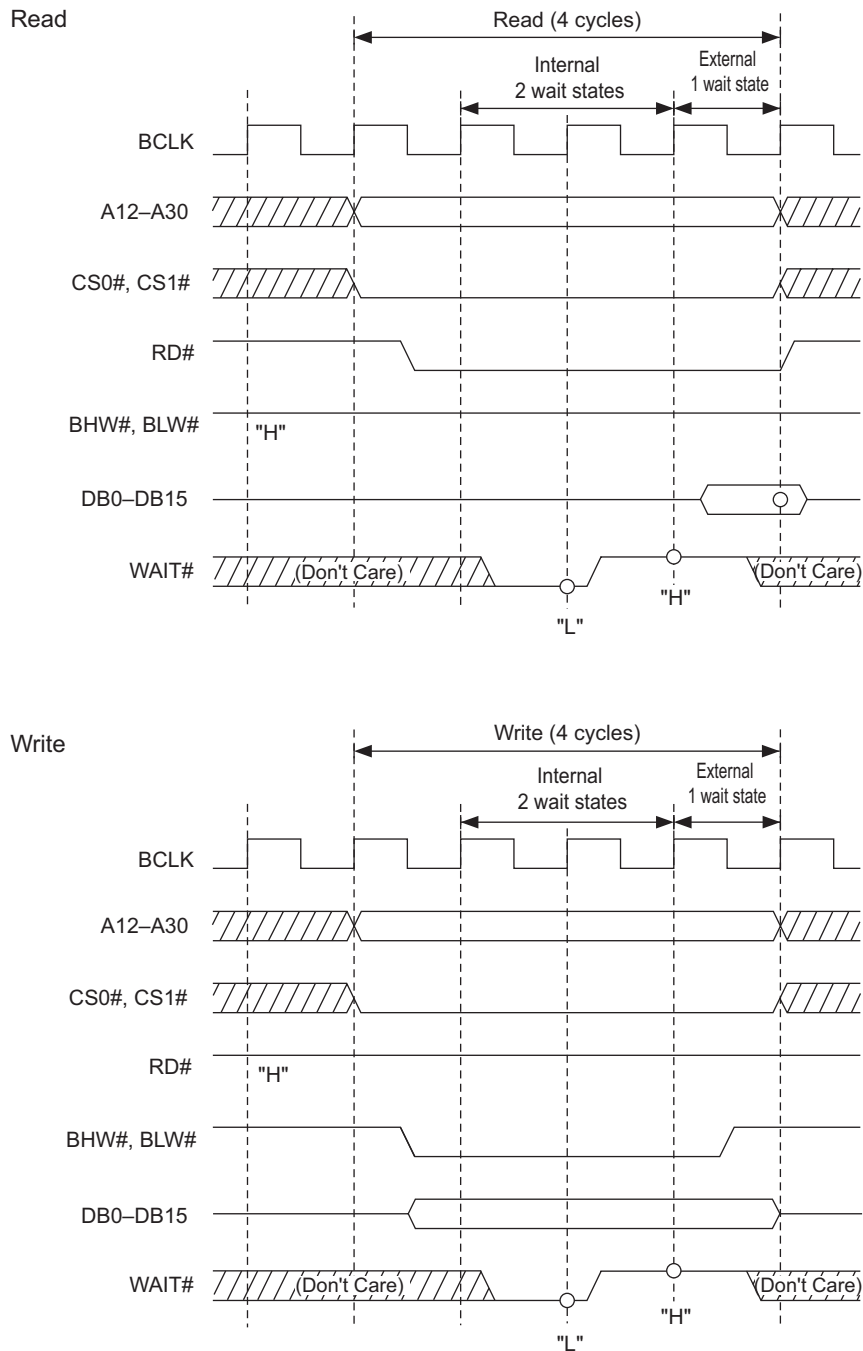 Read
Read (4 cycles)
Internal
2 wait states
External
1 wait state
BCLK
A12–A30
CS0#, CS1#
RD#
BHW#, BLW#
"H"
DB0–DB15
WAIT#
(Don't Care)
(Don't Care)
"L"
"H"
Write
Write (4 cycles)
Internal
2 wait states
External
1 wait state
BCLK
A12–A30
CS0#, CS1#
RD#
"H"
BHW#, BLW#
DB0–DB15
WAIT#
(Don't Care)
(Don't Care)
"L"
"H"